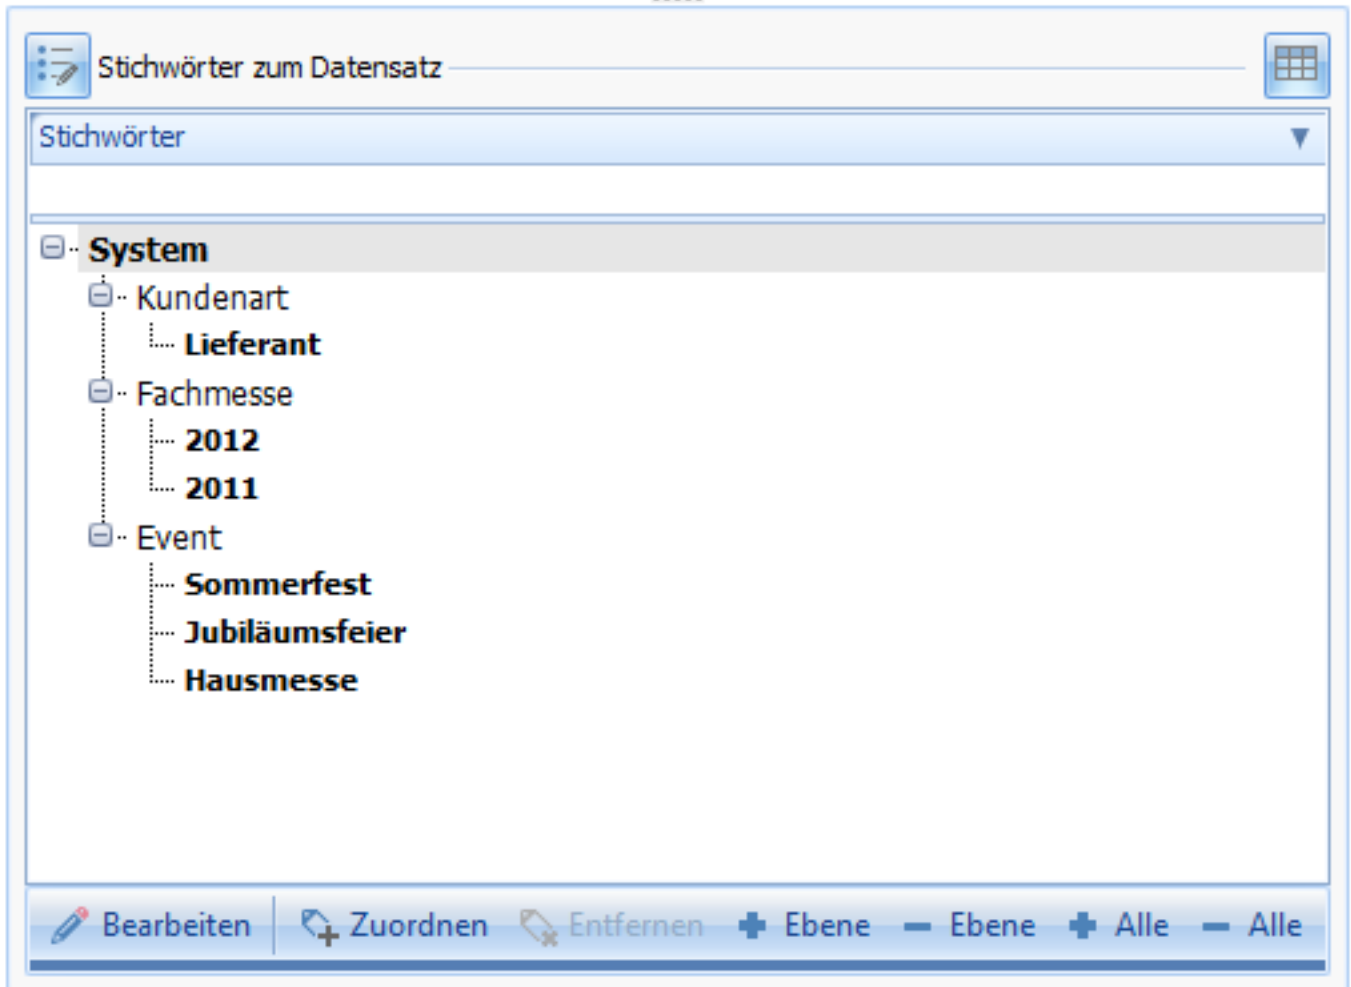 Stichwörter zum Datensatz
Stichwörter
System
Kundenart
Lieferant
Fachmesse
2012
2011
Event
Sommerfest
Jubiläumsfeier
Hausmesse
Bearbeiten Zuordnen Entfernen Ebene Ebene Alle Alle